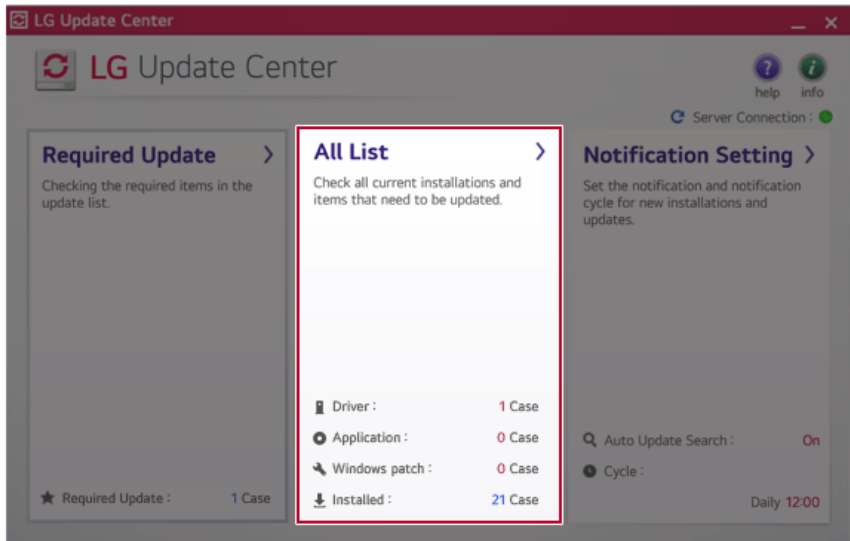 LG Update Center
LG Update Center
help
info
Server Connection :
Required Update
Checking the required items in the
update list.
Required Update : 1 Case
All List
Check all current installations and
items that need to be updated.
Driver : 1 Case
Application : 0 Case
Windows patch : 0 Case
Installed : 21 Case
Notification Setting
Set the notification and notification
cycle for new installations and
updates.
Auto Update Search : On
Cycle :
Daily 12:00